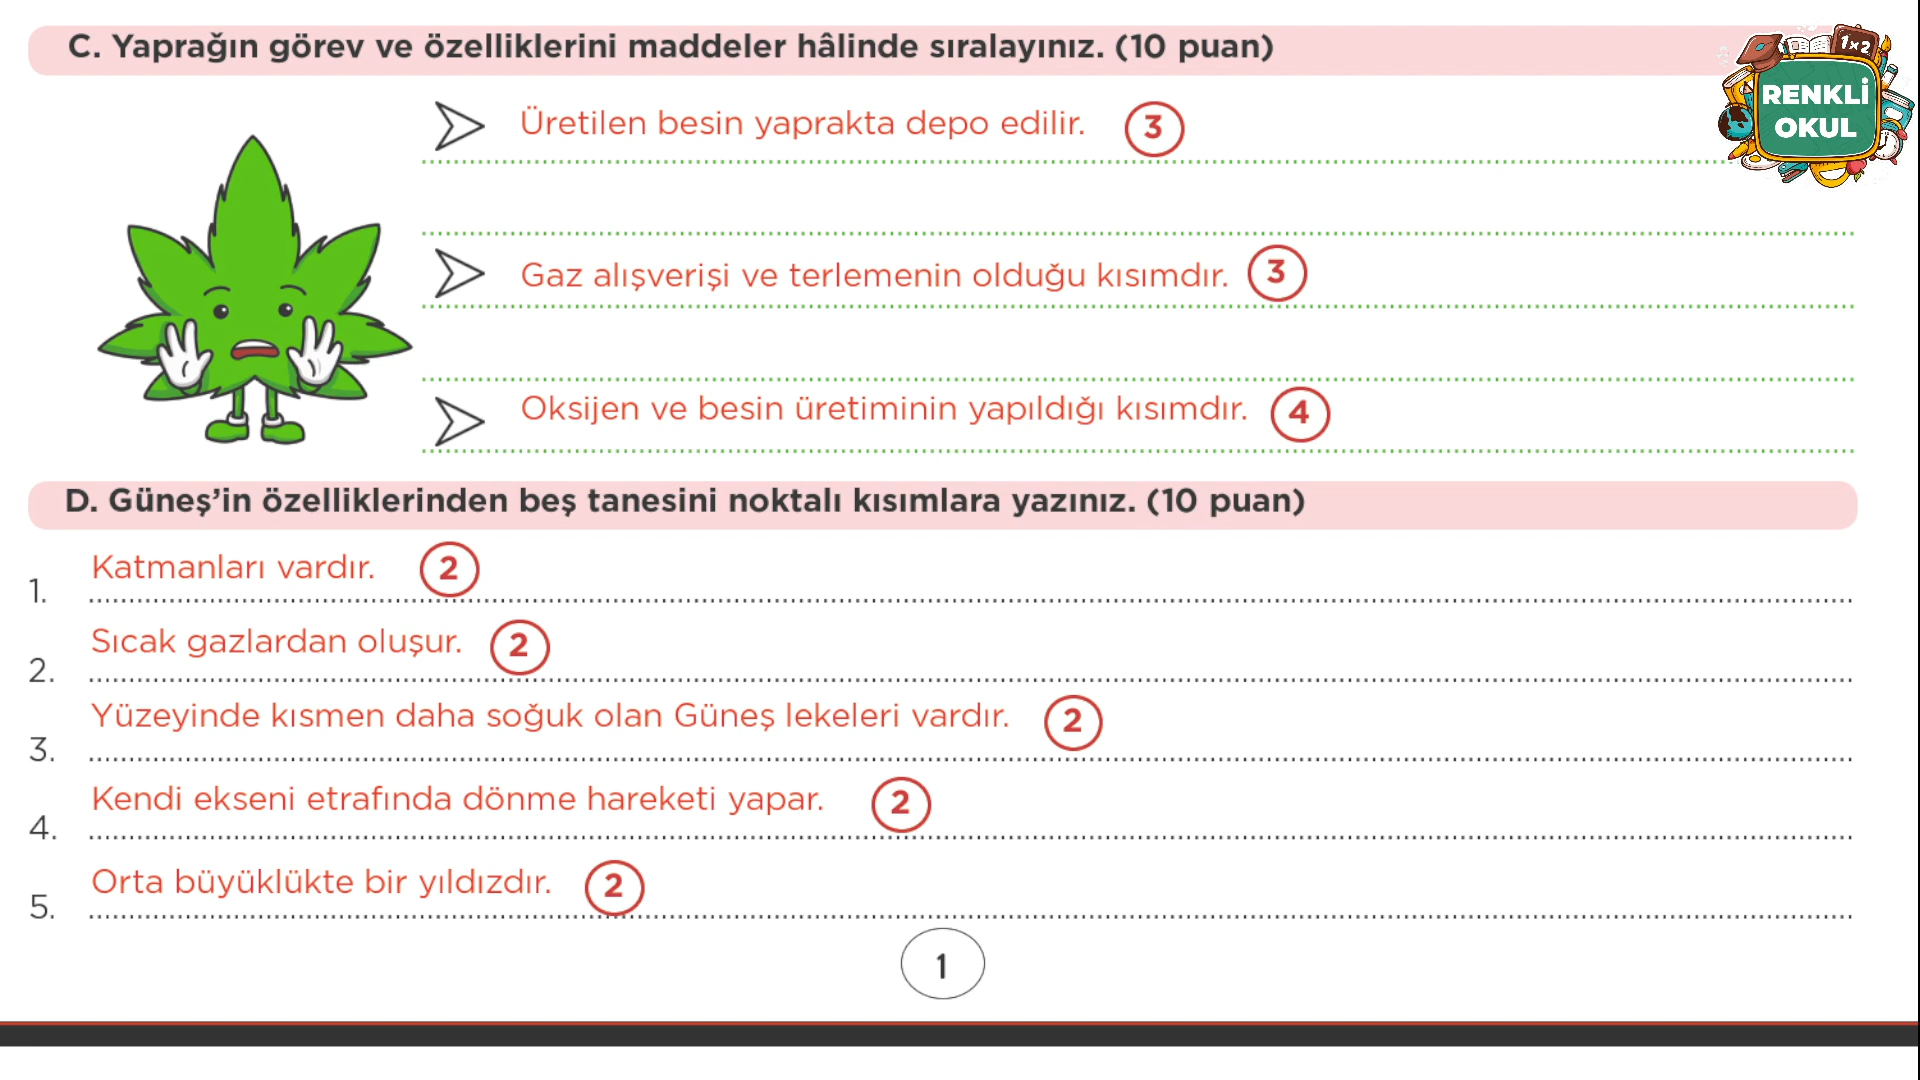 C. Yaprağın görev ve özelliklerini maddeler hâlinde sıralayınız. (10 puan)
1x2
RENKLİ
OKUL
Üretilen besin yaprakta depo edilir. 3
Gaz alışverişi ve terlemenin olduğu kısımdır. 3
Oksijen ve besin üretiminin yapıldığı kısımdır. 4
D. Güneş’in özelliklerinden beş tanesini noktalı kısımlara yazınız. (10 puan)
1. Katmanları vardır. 2
2. Sıcak gazlardan oluşur. 2
3. Yüzeyinde kısmen daha soğuk olan Güneş lekeleri vardır. 2
4. Kendi ekseni etrafında dönme hareketi yapar. 2
5. Orta büyüklükte bir yıldızdır. 2
1